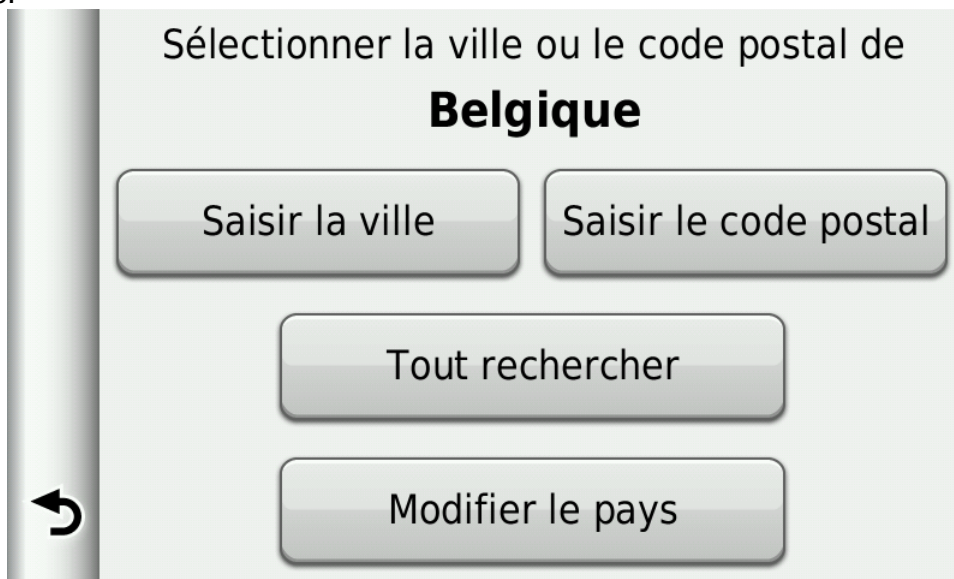 Sélectionner la ville ou le code postal de
Belgique
Saisir la ville
Saisir le code postal
Tout rechercher
Modifier le pays